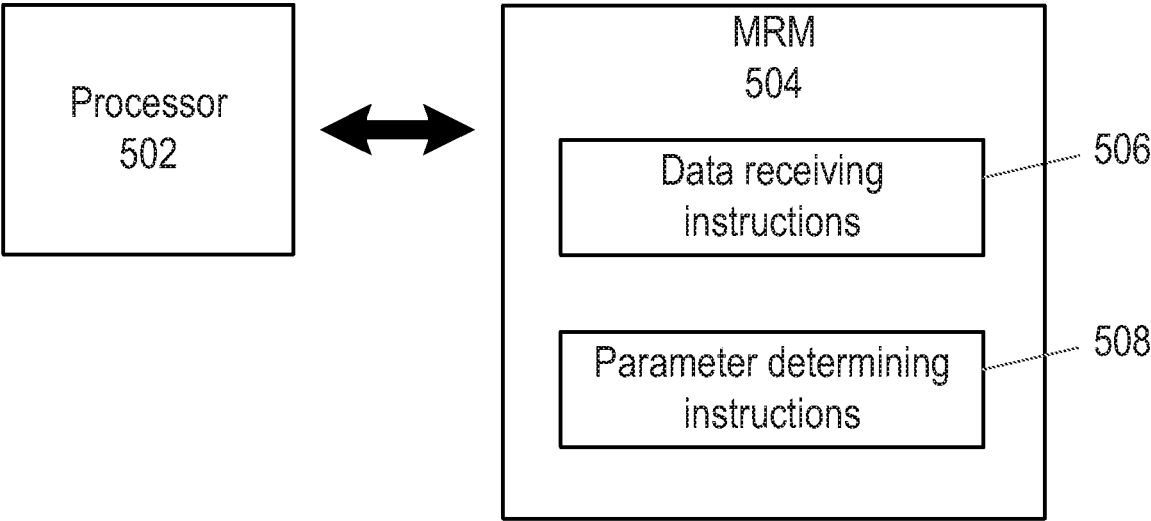 Processor
502
MRM
504
Data receiving
instructions
506
Parameter determining
instructions
508